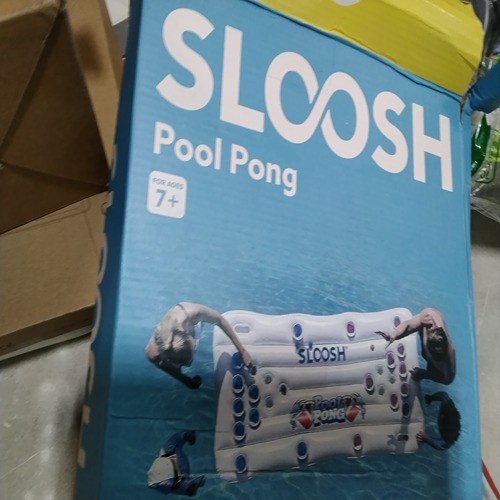 SLOOSH
Pool Pong
FOR AGES
7+
SLOOSH
POOL
PONG